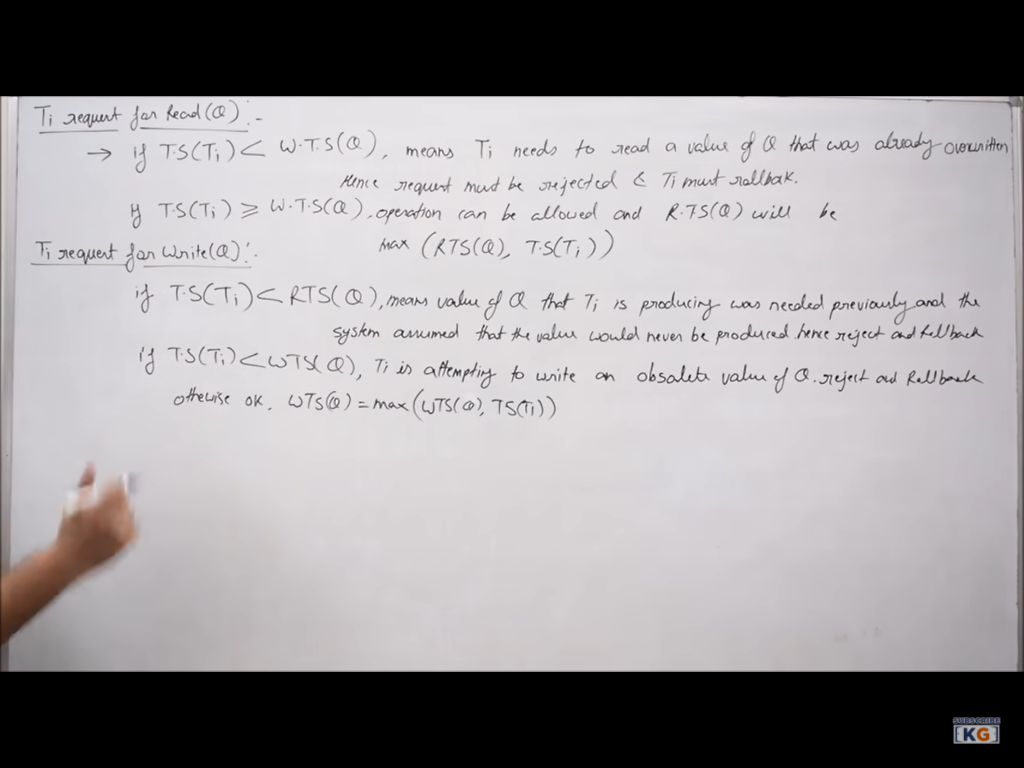 Ti request for Read(Q) :-
→ if T.S(Ti) < W.T.S(Q), means Ti needs to read a value of Q that was already overwritten
Hence request must be rejected & Ti must rollbak.
If T.S(Ti) ≥ W.T.S(Q), operation can be allowed and R.TS(Q) will be
max (RTS(Q), T.S(Ti))
Ti request for Write(Q) :-
if T.S(Ti) < RTS(Q), means value of Q that Ti is producing was needed previously and the
system assumed that the value would never be produced. hence reject and Rollback
if T.S(Ti) < WTS(Q), Ti is attempting to write an obsalete value of Q. reject and Rollback
otherwise ok, WTS(Q) = max(WTS(Q), TS(Ti))
SUBSCRIBE
[KG]